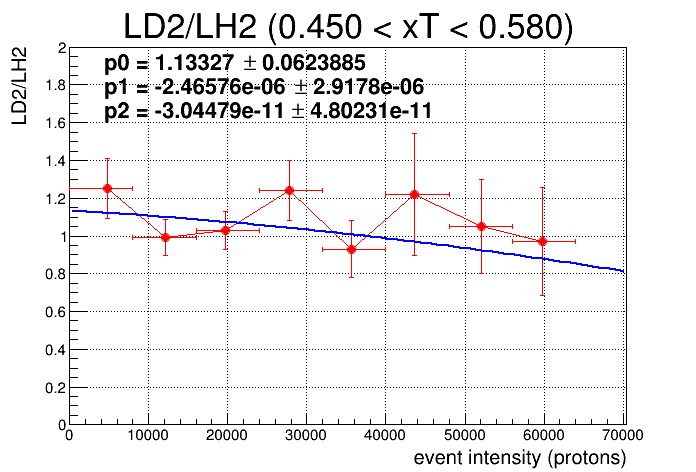 LD2/LH2 (0.450 < xT < 0.580)
LD2/LH2
p0 = 1.13327 ± 0.0623885
p1 = -2.46576e-06 ± 2.9178e-06
p2 = -3.04479e-11 ± 4.80231e-11
2
1.8
1.6
1.4
1.2
1
0.8
0.6
0.4
0.2
0
0 10000 20000 30000 40000 50000 60000 70000
event intensity (protons)